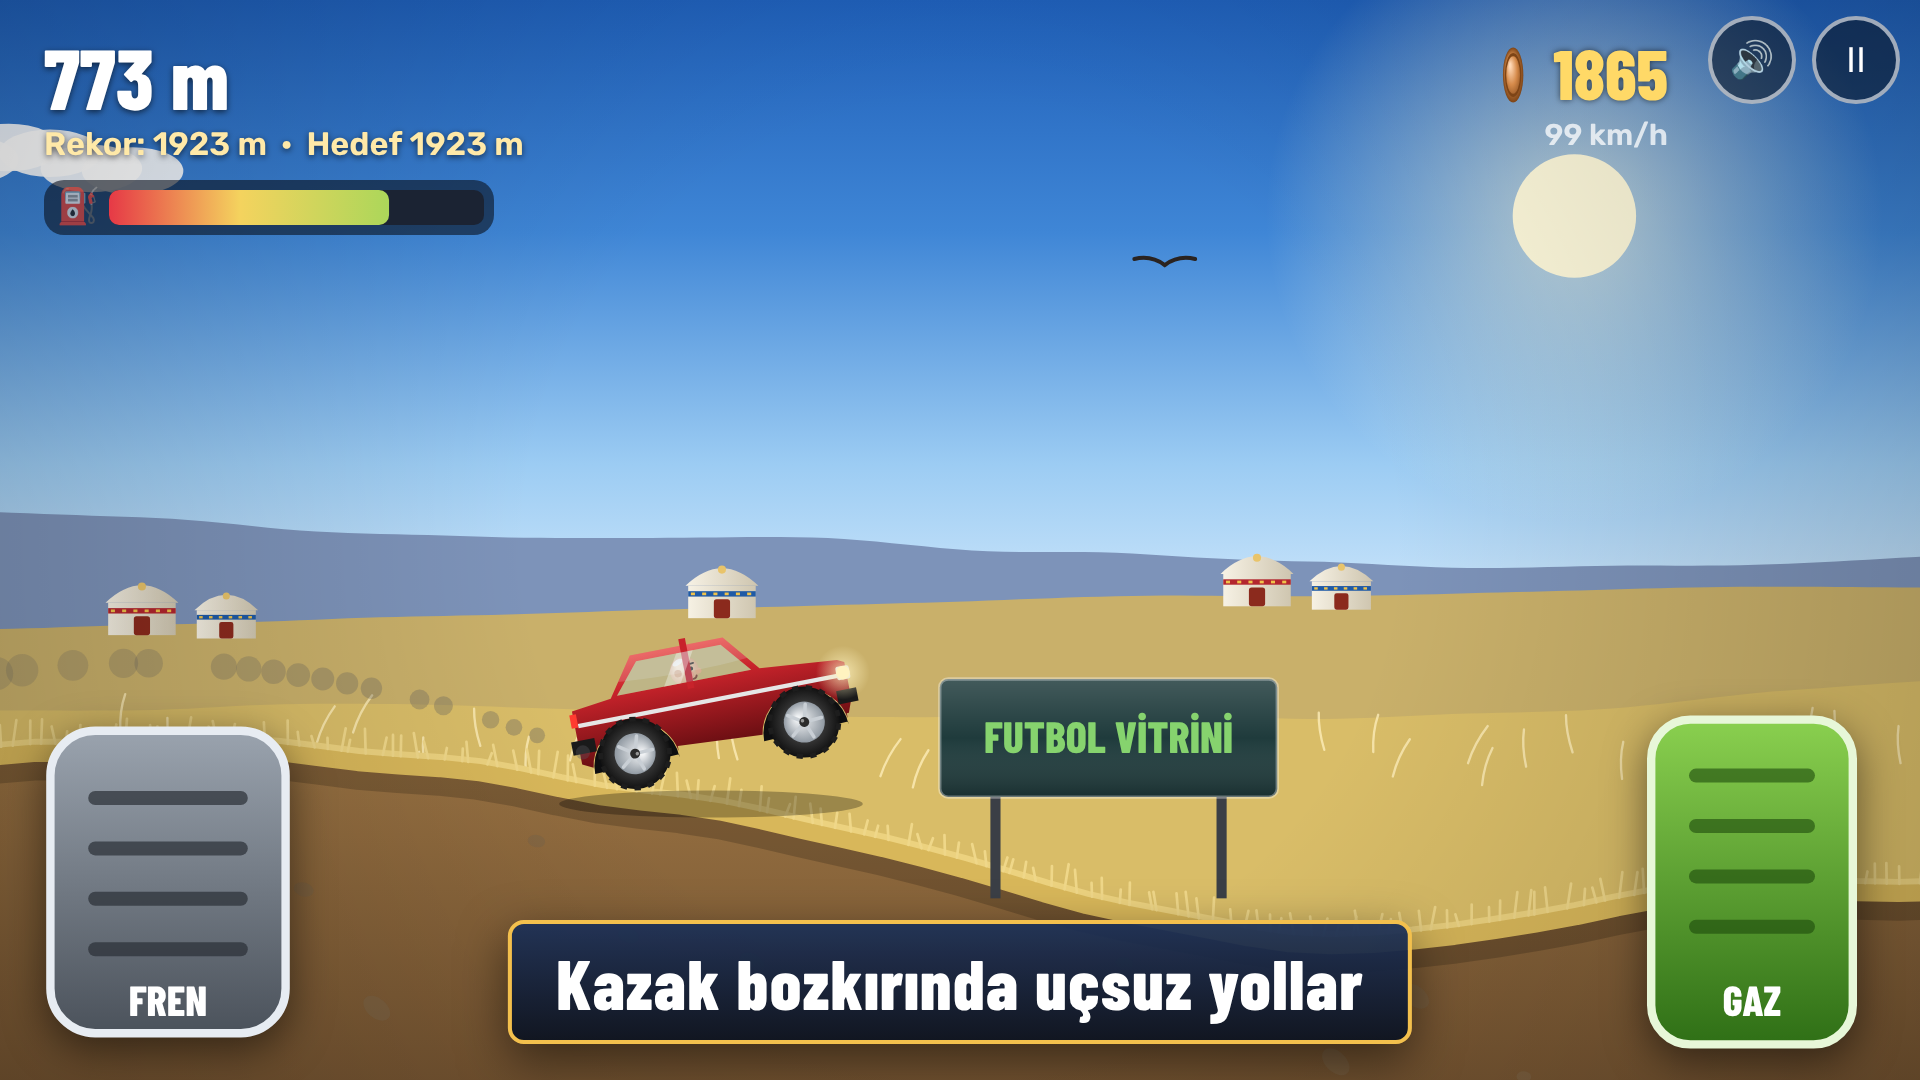 773 m
Rekor: 1923 m • Hedef 1923 m
1865
99 km/h
FUTBOL VİTRİNİ
Kazak bozkırında uçsuz yollar
FREN
GAZ